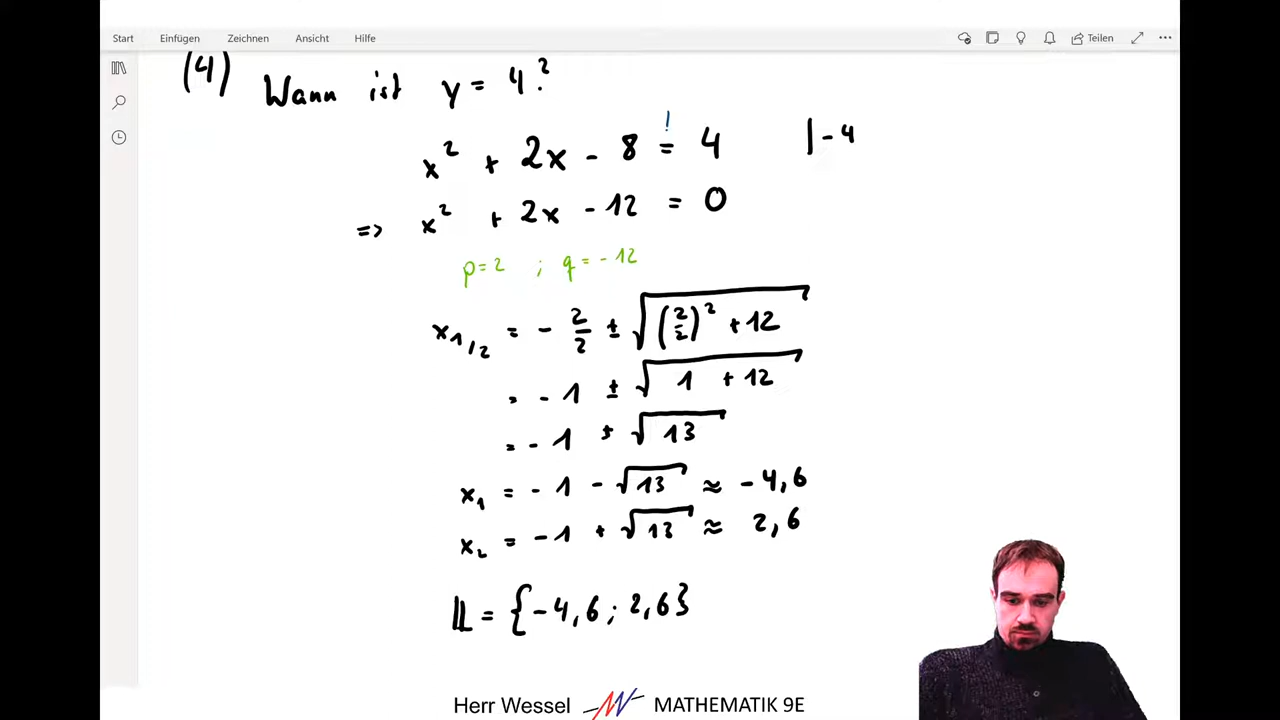 Start Einfügen Zeichnen Ansicht Hilfe Teilen
(4) Wann ist y = 4?
x² + 2x - 8 =! 4 | - 4
=> x² + 2x - 12 = 0
p = 2 ; q = - 12
x1/2 = - 2/2 ± √((2/2)² + 12)
= - 1 ± √(1 + 12)
= - 1 ± √13
x1 = - 1 - √13 ≈ - 4,6
x2 = - 1 + √13 ≈ 2,6
𝕃 = {- 4,6 ; 2,6}
Herr Wessel MATHEMATIK 9E